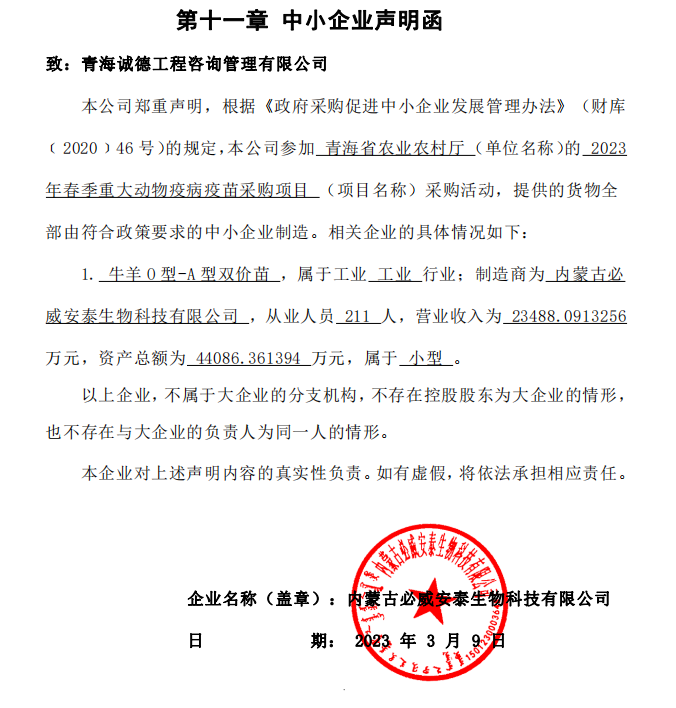 第十一章 中小企业声明函
致：青海诚德工程咨询管理有限公司
本公司郑重声明，根据《政府采购促进中小企业发展管理办法》（财库
﹝2020﹞46号)的规定,本公司参加 青海省农业农村厅（单位名称)的 2023
年春季重大动物疫病疫苗采购项目 （项目名称）采购活动，提供的货物全
部由符合政策要求的中小企业制造。相关企业的具体情况如下：
1. 牛羊O型-A型双价苗 ，属于工业 工业 行业；制造商为 内蒙古必
威安泰生物科技有限公司 ，从业人员 211 人，营业收入为 23488.0913256
万元，资产总额为 44086.361394 万元，属于 小型 。
以上企业,不属于大企业的分支机构,不存在控股股东为大企业的情形，
也不存在与大企业的负责人为同一人的情形。
本企业对上述声明内容的真实性负责。如有虚假,将依法承担相应责任。
内蒙古必威安泰生物科技有限公司
企业名称（盖章）：内蒙古必威安泰生物科技有限公司
日 期： 2023 年 3 月 9 日